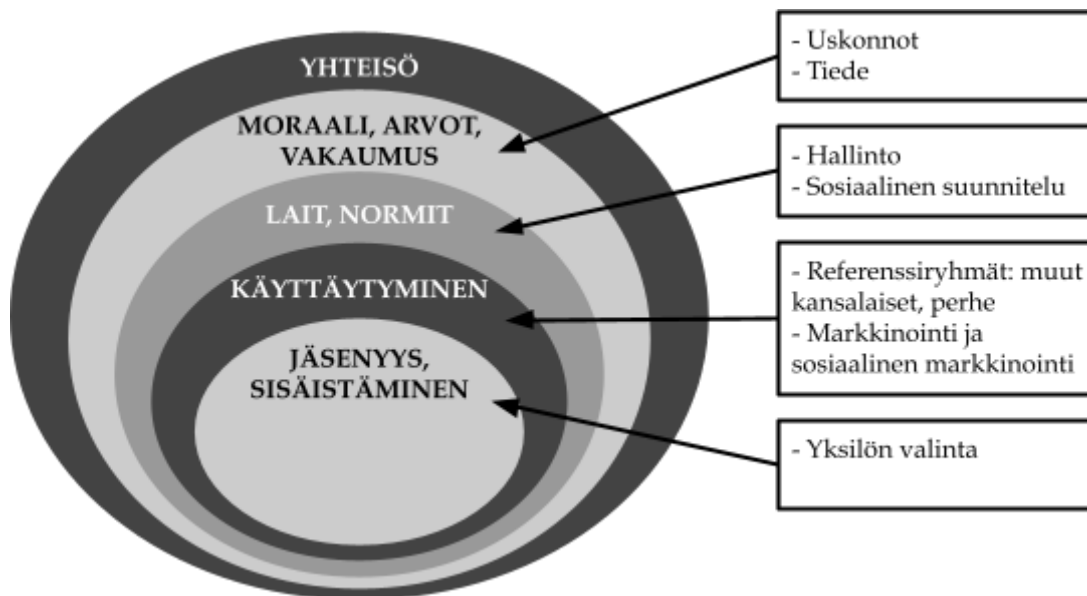 YHTEISÖ
MORAALI, ARVOT,
VAKAUMUS
LAIT, NORMIT
KÄYTTÄYTYMINEN
JÄSENYYS,
SISÄISTÄMINEN
- Uskonnot
- Tiede
- Hallinto
- Sosiaalinen suunnitelu
- Referenssiryhmät: muut
kansalaiset, perhe
- Markkinointi ja
sosiaalinen markkinointi
- Yksilön valinta